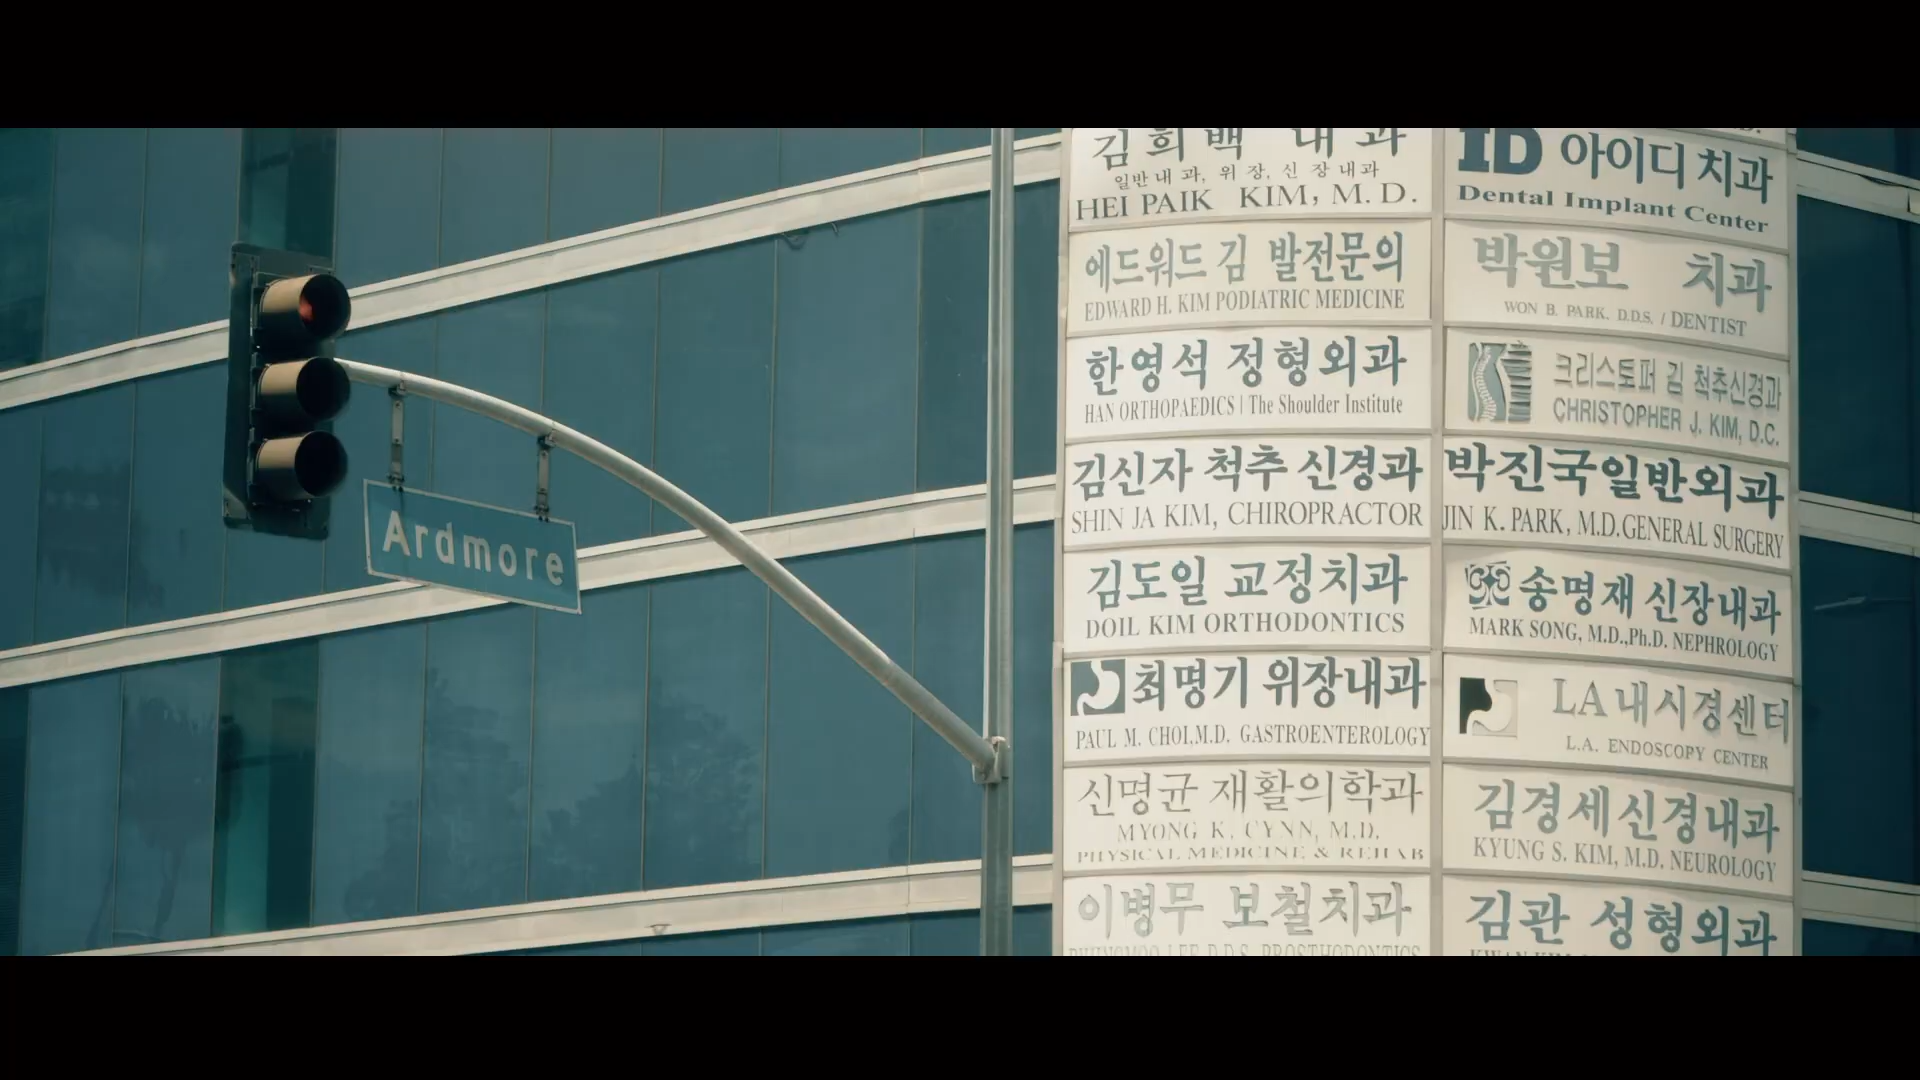 Ardmore
김희백 내과
일반내과, 위장, 신장내과
HEI PAIK KIM, M.D.
에드워드 김 발전문의
EDWARD H. KIM PODIATRIC MEDICINE
한영석 정형외과
HAN ORTHOPAEDICS | The Shoulder Institute
김신자 척추 신경과
SHIN JA KIM, CHIROPRACTOR
김도일 교정치과
DOIL KIM ORTHODONTICS
최명기 위장내과
PAUL M. CHOI,M.D. GASTROENTEROLOGY
신명균 재활의학과
MYONG K. CYNN, M.D.
PHYSICAL MEDICINE & REHAB
이병무 보철치과
BYUNGMOO LEE D.D.S. PROSTHODONTICS
ID 아이디 치과
Dental Implant Center
박원보 치과
WON B. PARK. D.D.S. / DENTIST
크리스토퍼 김 척추신경과
CHRISTOPHER J. KIM, D.C.
박진국일반외과
JIN K. PARK, M.D.GENERAL SURGERY
송명재 신장내과
MARK SONG, M.D.,Ph.D. NEPHROLOGY
LA내시경센터
L.A. ENDOSCOPY CENTER
김경세신경내과
KYUNG S. KIM, M.D. NEUROLOGY
김관 성형외과